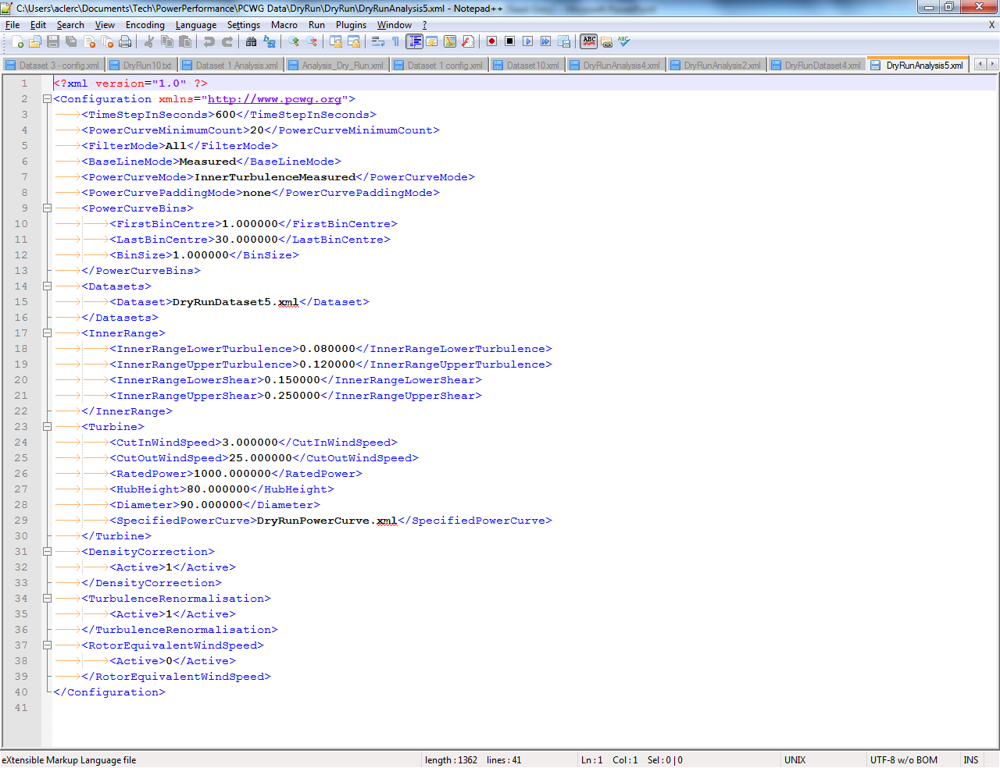 C:\Users\aclerc\Documents\Tech\PowerPerformance\PCWG Data\DryRun\DryRun\DryRunAnalysis5.xml - Notepad++
File Edit Search View Encoding Language Settings Macro Run Plugins Window ? X
Dataset 3 - config.xml DryRun10.txt Dataset 1 Analysis.xml Analysis_Dry_Run.xml Dataset 1 config.xml Dataset10.xml DryRunAnalysis4.xml DryRunAnalysis2.xml DryRunDataset4.xml DryRunAnalysis5.xml
1 <?xml version="1.0" ?>
2 <Configuration xmlns="http://www.pcwg.org">
3 <TimeStepInSeconds>600</TimeStepInSeconds>
4 <PowerCurveMinimumCount>20</PowerCurveMinimumCount>
5 <FilterMode>All</FilterMode>
6 <BaseLineMode>Measured</BaseLineMode>
7 <PowerCurveMode>InnerTurbulenceMeasured</PowerCurveMode>
8 <PowerCurvePaddingMode>none</PowerCurvePaddingMode>
9 <PowerCurveBins>
10 <FirstBinCentre>1.000000</FirstBinCentre>
11 <LastBinCentre>30.000000</LastBinCentre>
12 <BinSize>1.000000</BinSize>
13 </PowerCurveBins>
14 <Datasets>
15 <Dataset>DryRunDataset5.xml</Dataset>
16 </Datasets>
17 <InnerRange>
18 <InnerRangeLowerTurbulence>0.080000</InnerRangeLowerTurbulence>
19 <InnerRangeUpperTurbulence>0.120000</InnerRangeUpperTurbulence>
20 <InnerRangeLowerShear>0.150000</InnerRangeLowerShear>
21 <InnerRangeUpperShear>0.250000</InnerRangeUpperShear>
22 </InnerRange>
23 <Turbine>
24 <CutInWindSpeed>3.000000</CutInWindSpeed>
25 <CutOutWindSpeed>25.000000</CutOutWindSpeed>
26 <RatedPower>1000.000000</RatedPower>
27 <HubHeight>80.000000</HubHeight>
28 <Diameter>90.000000</Diameter>
29 <SpecifiedPowerCurve>DryRunPowerCurve.xml</SpecifiedPowerCurve>
30 </Turbine>
31 <DensityCorrection>
32 <Active>1</Active>
33 </DensityCorrection>
34 <TurbulenceRenormalisation>
35 <Active>1</Active>
36 </TurbulenceRenormalisation>
37 <RotorEquivalentWindSpeed>
38 <Active>0</Active>
39 </RotorEquivalentWindSpeed>
40 </Configuration>
41
eXtensible Markup Language file length : 1362 lines : 41 Ln : 1 Col : 1 Sel : 0 | 0 UNIX UTF-8 w/o BOM INS